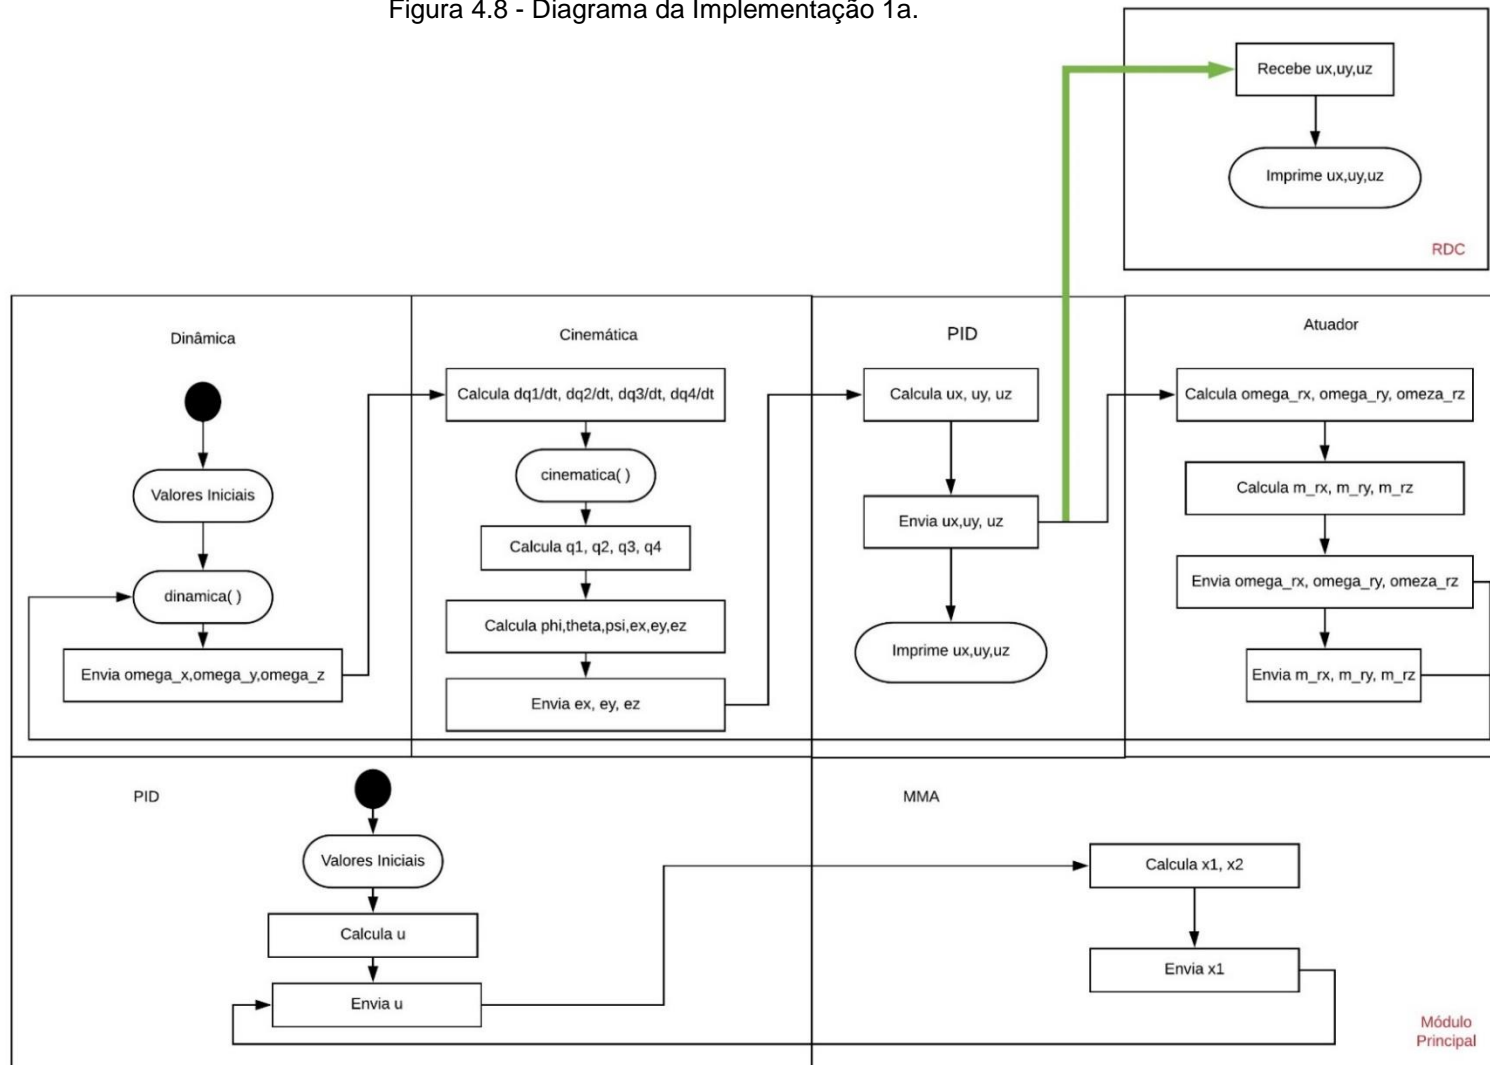 Figura 4.8 - Diagrama da Implementação 1a.
Recebe ux,uy,uz
Imprime ux,uy,uz
RDC
Dinâmica
Valores Iniciais
dinamica( )
Envia omega_x,omega_y,omega_z
Cinemática
Calcula dq1/dt, dq2/dt, dq3/dt, dq4/dt
cinematica( )
Calcula q1, q2, q3, q4
Calcula phi,theta,psi,ex,ey,ez
Envia ex, ey, ez
PID
Calcula ux, uy, uz
Envia ux,uy, uz
Imprime ux,uy,uz
Atuador
Calcula omega_rx, omega_ry, omeza_rz
Calcula m_rx, m_ry, m_rz
Envia omega_rx, omega_ry, omeza_rz
Envia m_rx, m_ry, m_rz
PID
Valores Iniciais
Calcula u
Envia u
MMA
Calcula x1, x2
Envia x1
Módulo
Principal